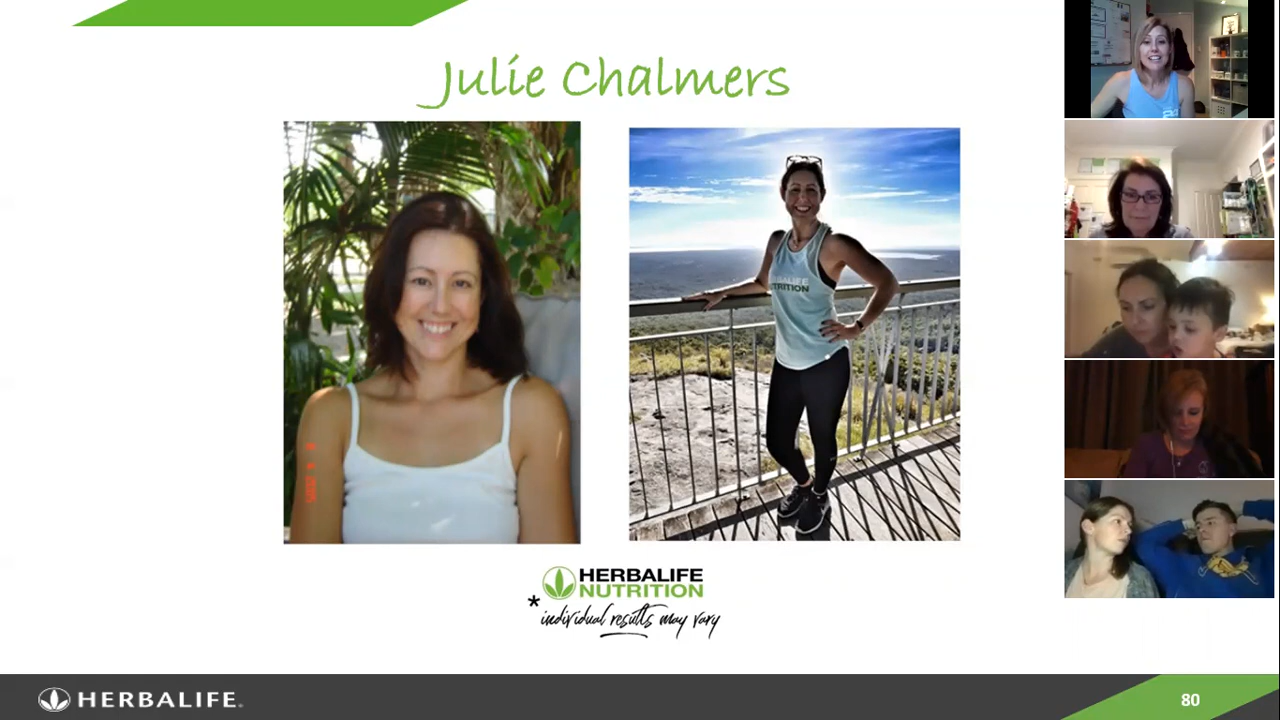 Julie Chalmers
HERBALIFE
NUTRITION
HERBALIFE
NUTRITION
* individual results may vary
HERBALIFE.
80